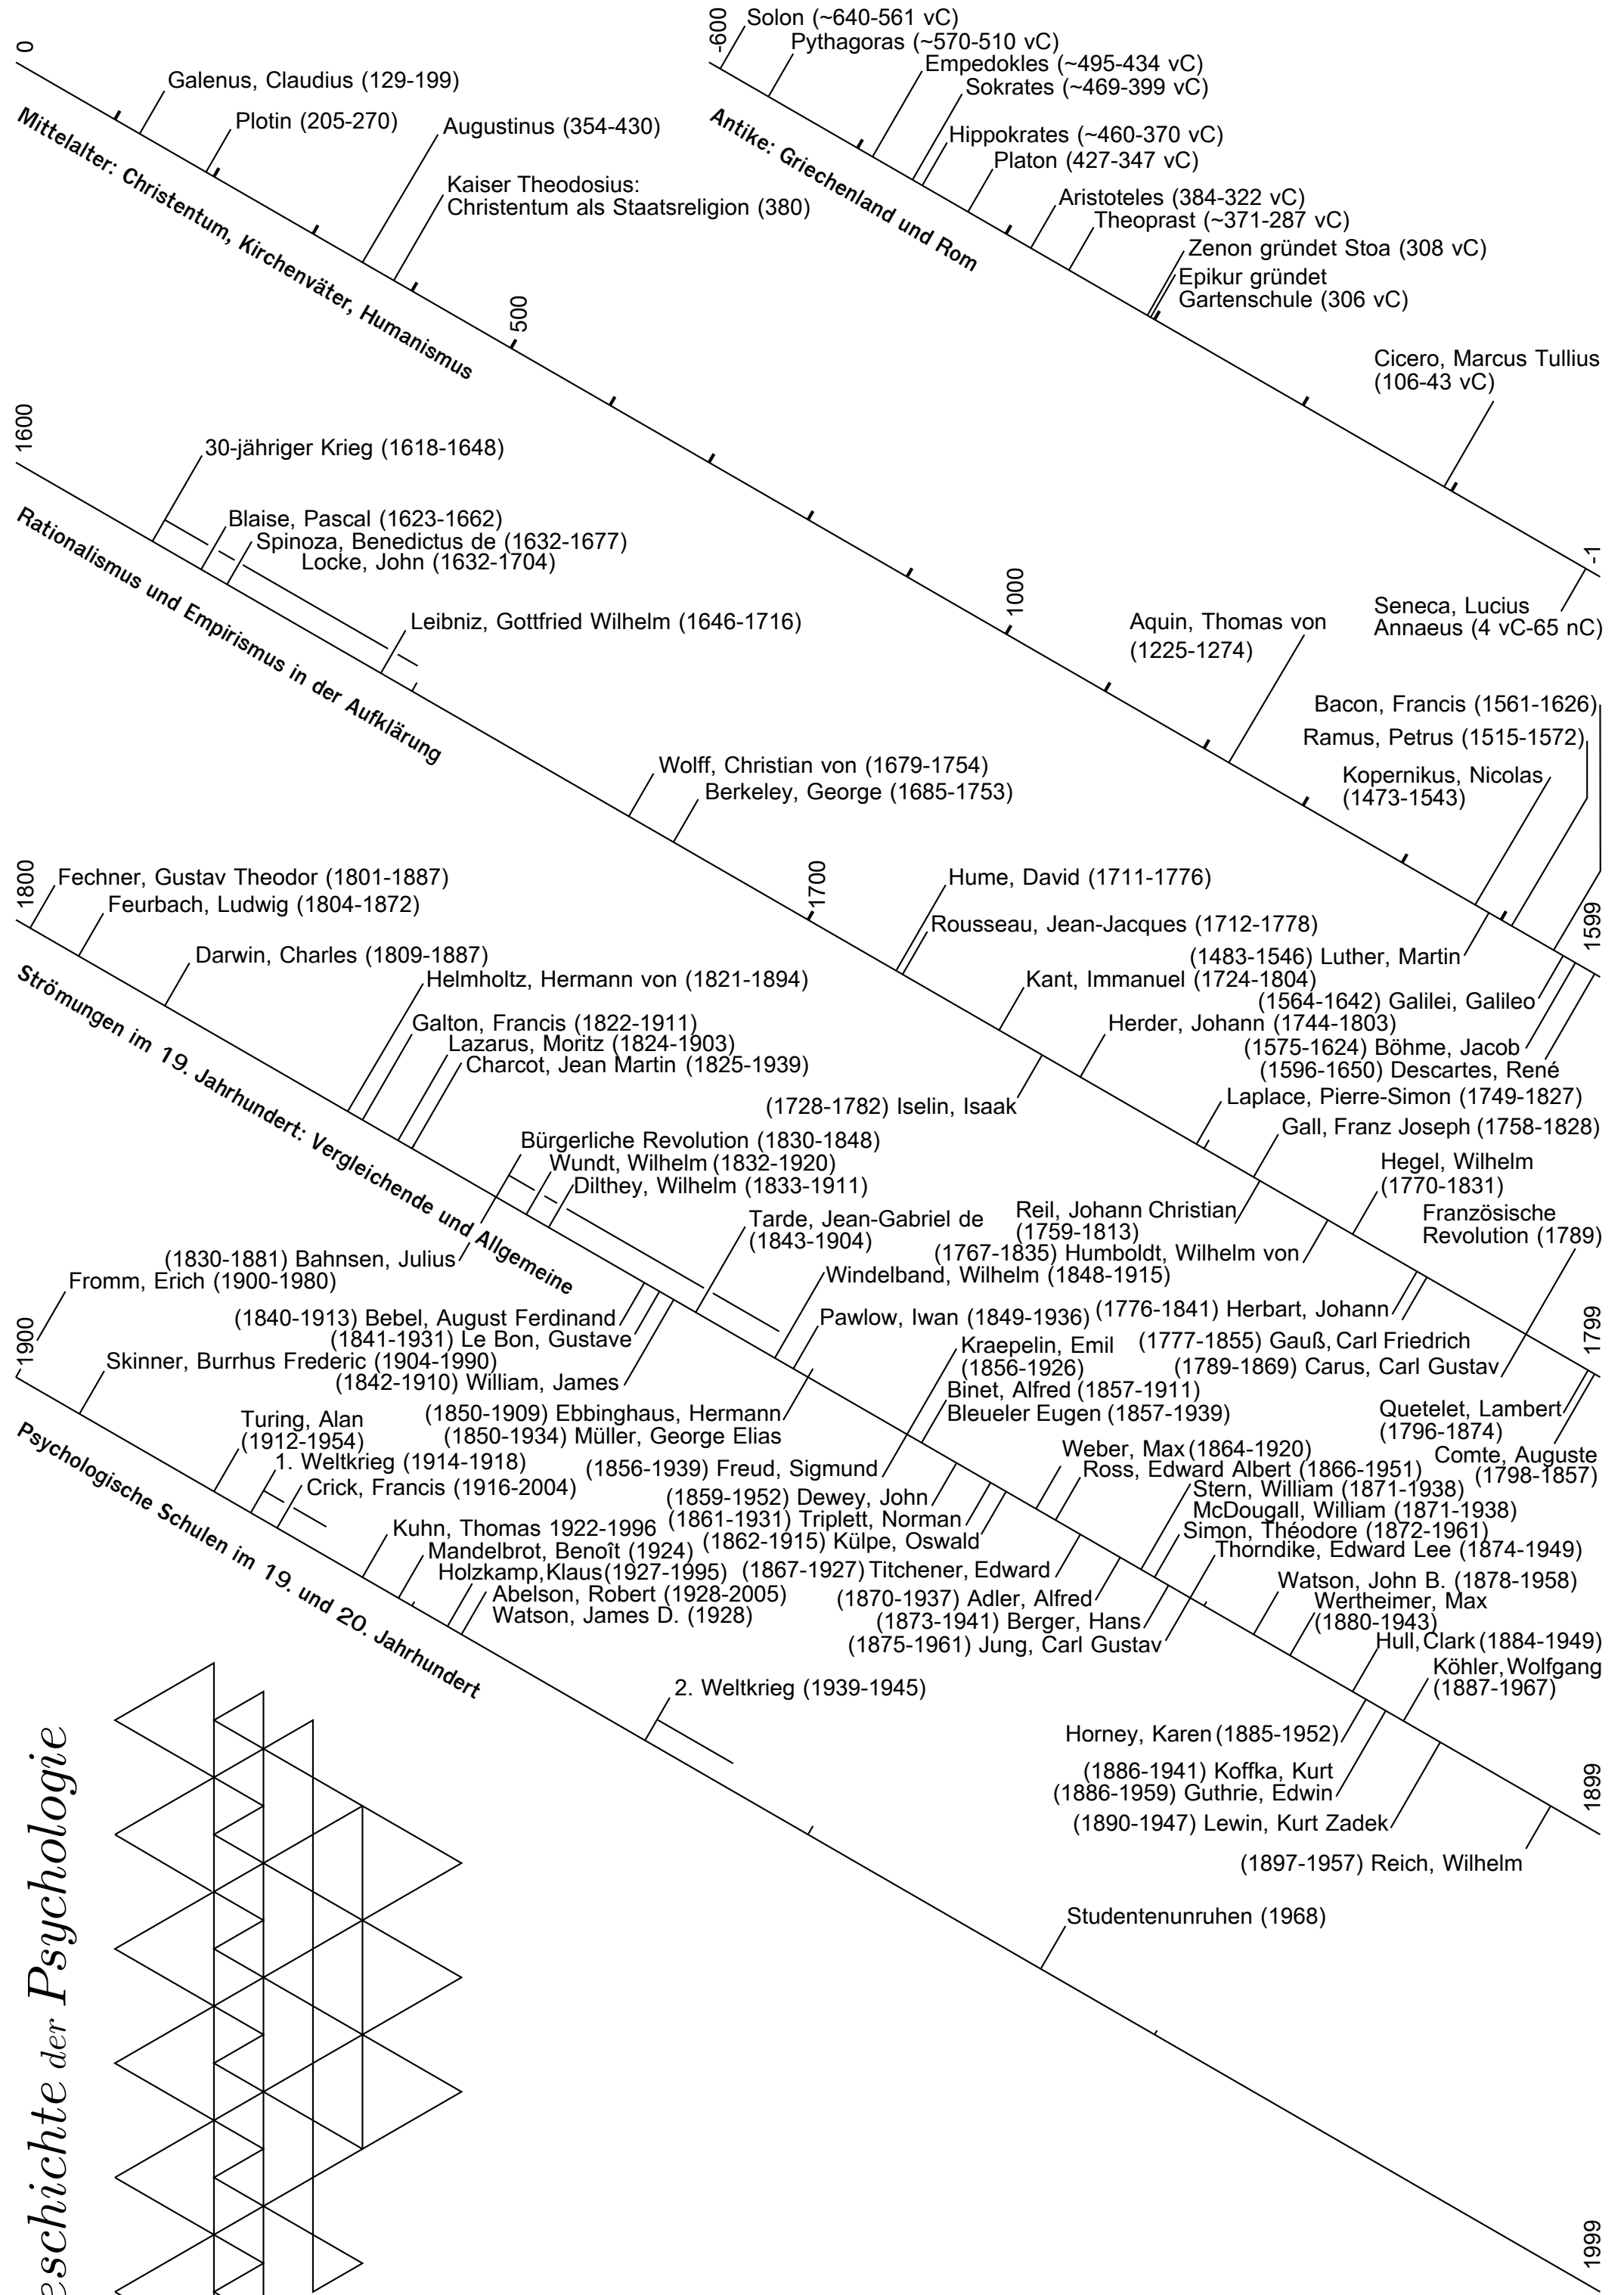 -600
Solon (~640-561 vC)
Pythagoras (~570-510 vC)
Empedokles (~495-434 vC)
Sokrates (~469-399 vC)
Hippokrates (~460-370 vC)
Platon (427-347 vC)
Aristoteles (384-322 vC)
Theoprast (~371-287 vC)
Zenon gründet Stoa (308 vC)
Epikur gründet
Gartenschule (306 vC)
Cicero, Marcus Tullius
(106-43 vC)
-1
Seneca, Lucius
Annaeus (4 vC-65 nC)
Antike: Griechenland und Rom
0
Galenus, Claudius (129-199)
Plotin (205-270)
Augustinus (354-430)
Kaiser Theodosius:
Christentum als Staatsreligion (380)
Mittelalter: Christentum, Kirchenväter, Humanismus
500
1000
Aquin, Thomas von
(1225-1274)
Bacon, Francis (1561-1626)
Ramus, Petrus (1515-1572)
Kopernikus, Nicolas
(1473-1543)
1599
(1483-1546) Luther, Martin
(1564-1642) Galilei, Galileo
(1575-1624) Böhme, Jacob
(1596-1650) Descartes, René
1600
30-jähriger Krieg (1618-1648)
Blaise, Pascal (1623-1662)
Spinoza, Benedictus de (1632-1677)
Locke, John (1632-1704)
Leibniz, Gottfried Wilhelm (1646-1716)
Rationalismus und Empirismus in der Aufklärung
Wolff, Christian von (1679-1754)
Berkeley, George (1685-1753)
1700
Hume, David (1711-1776)
Rousseau, Jean-Jacques (1712-1778)
Kant, Immanuel (1724-1804)
Herder, Johann (1744-1803)
(1728-1782) Iselin, Isaak
Laplace, Pierre-Simon (1749-1827)
Gall, Franz Joseph (1758-1828)
Hegel, Wilhelm
(1770-1831)
Französische
Revolution (1789)
Reil, Johann Christian
(1759-1813)
(1767-1835) Humboldt, Wilhelm von
(1776-1841) Herbart, Johann
(1777-1855) Gauß, Carl Friedrich
(1789-1869) Carus, Carl Gustav
1799
Quetelet, Lambert
(1796-1874)
Comte, Auguste
(1798-1857)
1800
Fechner, Gustav Theodor (1801-1887)
Feurbach, Ludwig (1804-1872)
Darwin, Charles (1809-1887)
Helmholtz, Hermann von (1821-1894)
Galton, Francis (1822-1911)
Lazarus, Moritz (1824-1903)
Charcot, Jean Martin (1825-1939)
Strömungen im 19. Jahrhundert: Vergleichende und Allgemeine
Bürgerliche Revolution (1830-1848)
Wundt, Wilhelm (1832-1920)
Dilthey, Wilhelm (1833-1911)
Tarde, Jean-Gabriel de
(1843-1904)
(1830-1881) Bahnsen, Julius
Windelband, Wilhelm (1848-1915)
(1840-1913) Bebel, August Ferdinand
(1841-1931) Le Bon, Gustave
(1842-1910) William, James
Pawlow, Iwan (1849-1936)
(1850-1909) Ebbinghaus, Hermann
(1850-1934) Müller, George Elias
Kraepelin, Emil
(1856-1926)
Binet, Alfred (1857-1911)
Bleueler Eugen (1857-1939)
(1856-1939) Freud, Sigmund
(1859-1952) Dewey, John
(1861-1931) Triplett, Norman
(1862-1915) Külpe, Oswald
Weber, Max (1864-1920)
Ross, Edward Albert (1866-1951)
Stern, William (1871-1938)
McDougall, William (1871-1938)
Simon, Théodore (1872-1961)
Thorndike, Edward Lee (1874-1949)
(1867-1927) Titchener, Edward
(1870-1937) Adler, Alfred
(1873-1941) Berger, Hans
(1875-1961) Jung, Carl Gustav
Watson, John B. (1878-1958)
Wertheimer, Max
(1880-1943)
Hull, Clark (1884-1949)
Köhler, Wolfgang
(1887-1967)
Horney, Karen (1885-1952)
(1886-1941) Koffka, Kurt
(1886-1959) Guthrie, Edwin
(1890-1947) Lewin, Kurt Zadek
(1897-1957) Reich, Wilhelm
1899
1900
Fromm, Erich (1900-1980)
Skinner, Burrhus Frederic (1904-1990)
Turing, Alan
(1912-1954)
1. Weltkrieg (1914-1918)
Crick, Francis (1916-2004)
Kuhn, Thomas 1922-1996
Mandelbrot, Benoît (1924)
Holzkamp, Klaus (1927-1995)
Abelson, Robert (1928-2005)
Watson, James D. (1928)
Psychologische Schulen im 19. und 20. Jahrhundert
2. Weltkrieg (1939-1945)
Studentenunruhen (1968)
1999
eschichte der Psychologie